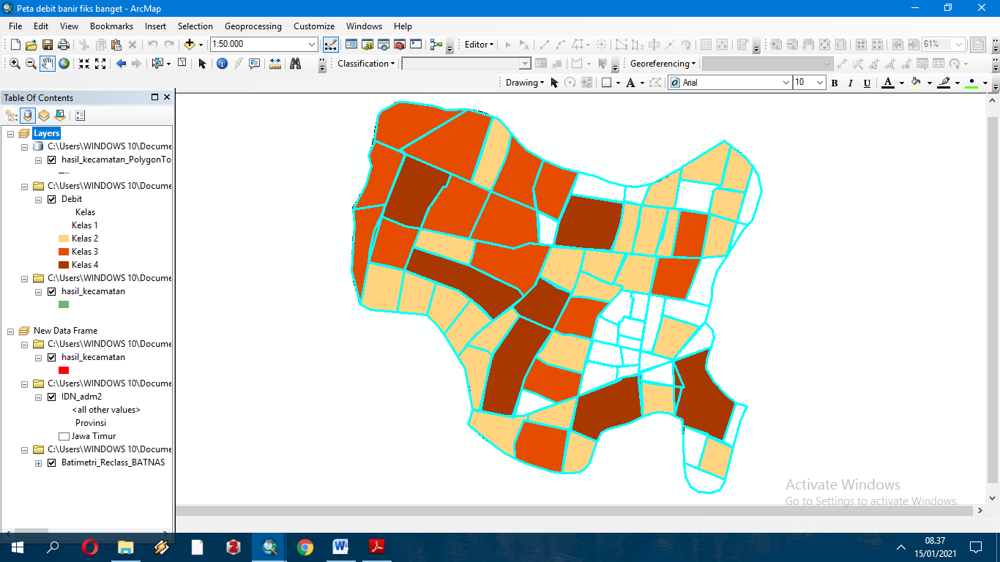 Peta debit banir fiks banget - ArcMap
File Edit View Bookmarks Insert Selection Geoprocessing Customize Windows Help
1:50.000 Editor 61%
Classification Georeferencing
Drawing Arial 10 B I U A
Table Of Contents
Layers
C:\Users\WINDOWS 10\Docume
hasil_kecamatan_PolygonTo
C:\Users\WINDOWS 10\Docume
Debit
Kelas
Kelas 1
Kelas 2
Kelas 3
Kelas 4
C:\Users\WINDOWS 10\Docume
hasil_kecamatan
New Data Frame
C:\Users\WINDOWS 10\Docume
hasil_kecamatan
C:\Users\WINDOWS 10\Docume
IDN_adm2
<all other values>
Provinsi
Jawa Timur
C:\Users\WINDOWS 10\Docume
Batimetri_Reclass_BATNAS
Activate Windows
Go to Settings to activate Windows.
08.37
15/01/2021